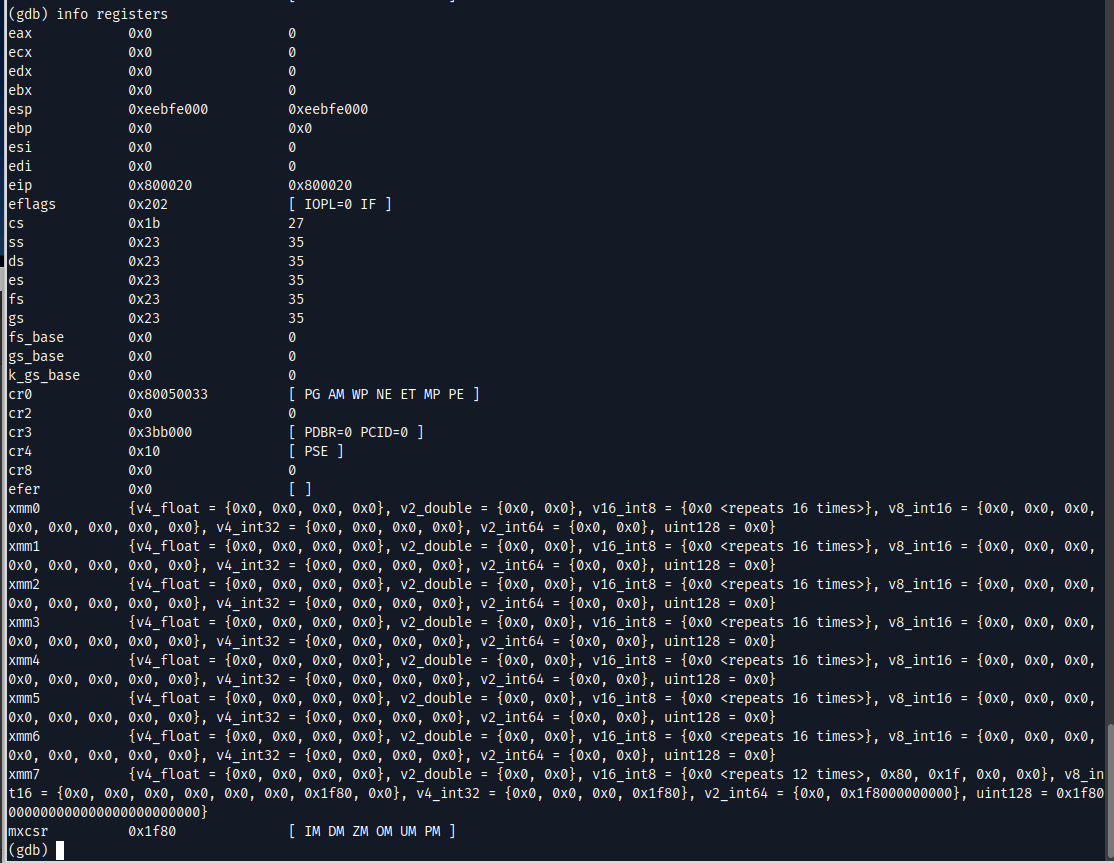 (gdb) info registers
eax            0x0                 0
ecx            0x0                 0
edx            0x0                 0
ebx            0x0                 0
esp            0xeebfe000          0xeebfe000
ebp            0x0                 0x0
esi            0x0                 0
edi            0x0                 0
eip            0x800020            0x800020
eflags         0x202               [ IOPL=0 IF ]
cs             0x1b                27
ss             0x23                35
ds             0x23                35
es             0x23                35
fs             0x23                35
gs             0x23                35
fs_base        0x0                 0
gs_base        0x0                 0
k_gs_base      0x0                 0
cr0            0x80050033          [ PG AM WP NE ET MP PE ]
cr2            0x0                 0
cr3            0x3bb000            [ PDBR=0 PCID=0 ]
cr4            0x10                [ PSE ]
cr8            0x0                 0
efer           0x0                 [ ]
xmm0           {v4_float = {0x0, 0x0, 0x0, 0x0}, v2_double = {0x0, 0x0}, v16_int8 = {0x0 <repeats 16 times>}, v8_int16 = {0x0, 0x0, 0x0,
0x0, 0x0, 0x0, 0x0, 0x0}, v4_int32 = {0x0, 0x0, 0x0, 0x0}, v2_int64 = {0x0, 0x0}, uint128 = 0x0}
xmm1           {v4_float = {0x0, 0x0, 0x0, 0x0}, v2_double = {0x0, 0x0}, v16_int8 = {0x0 <repeats 16 times>}, v8_int16 = {0x0, 0x0, 0x0,
0x0, 0x0, 0x0, 0x0, 0x0}, v4_int32 = {0x0, 0x0, 0x0, 0x0}, v2_int64 = {0x0, 0x0}, uint128 = 0x0}
xmm2           {v4_float = {0x0, 0x0, 0x0, 0x0}, v2_double = {0x0, 0x0}, v16_int8 = {0x0 <repeats 16 times>}, v8_int16 = {0x0, 0x0, 0x0,
0x0, 0x0, 0x0, 0x0, 0x0}, v4_int32 = {0x0, 0x0, 0x0, 0x0}, v2_int64 = {0x0, 0x0}, uint128 = 0x0}
xmm3           {v4_float = {0x0, 0x0, 0x0, 0x0}, v2_double = {0x0, 0x0}, v16_int8 = {0x0 <repeats 16 times>}, v8_int16 = {0x0, 0x0, 0x0,
0x0, 0x0, 0x0, 0x0, 0x0}, v4_int32 = {0x0, 0x0, 0x0, 0x0}, v2_int64 = {0x0, 0x0}, uint128 = 0x0}
xmm4           {v4_float = {0x0, 0x0, 0x0, 0x0}, v2_double = {0x0, 0x0}, v16_int8 = {0x0 <repeats 16 times>}, v8_int16 = {0x0, 0x0, 0x0,
0x0, 0x0, 0x0, 0x0, 0x0}, v4_int32 = {0x0, 0x0, 0x0, 0x0}, v2_int64 = {0x0, 0x0}, uint128 = 0x0}
xmm5           {v4_float = {0x0, 0x0, 0x0, 0x0}, v2_double = {0x0, 0x0}, v16_int8 = {0x0 <repeats 16 times>}, v8_int16 = {0x0, 0x0, 0x0,
0x0, 0x0, 0x0, 0x0, 0x0}, v4_int32 = {0x0, 0x0, 0x0, 0x0}, v2_int64 = {0x0, 0x0}, uint128 = 0x0}
xmm6           {v4_float = {0x0, 0x0, 0x0, 0x0}, v2_double = {0x0, 0x0}, v16_int8 = {0x0 <repeats 16 times>}, v8_int16 = {0x0, 0x0, 0x0,
0x0, 0x0, 0x0, 0x0, 0x0}, v4_int32 = {0x0, 0x0, 0x0, 0x0}, v2_int64 = {0x0, 0x0}, uint128 = 0x0}
xmm7           {v4_float = {0x0, 0x0, 0x0, 0x0}, v2_double = {0x0, 0x0}, v16_int8 = {0x0 <repeats 12 times>, 0x80, 0x1f, 0x0, 0x0}, v8_in
t16 = {0x0, 0x0, 0x0, 0x0, 0x0, 0x0, 0x1f80, 0x0}, v4_int32 = {0x0, 0x0, 0x0, 0x1f80}, v2_int64 = {0x0, 0x1f8000000000}, uint128 = 0x1f80
000000000000000000000000}
mxcsr          0x1f80              [ IM DM ZM OM UM PM ]
(gdb)